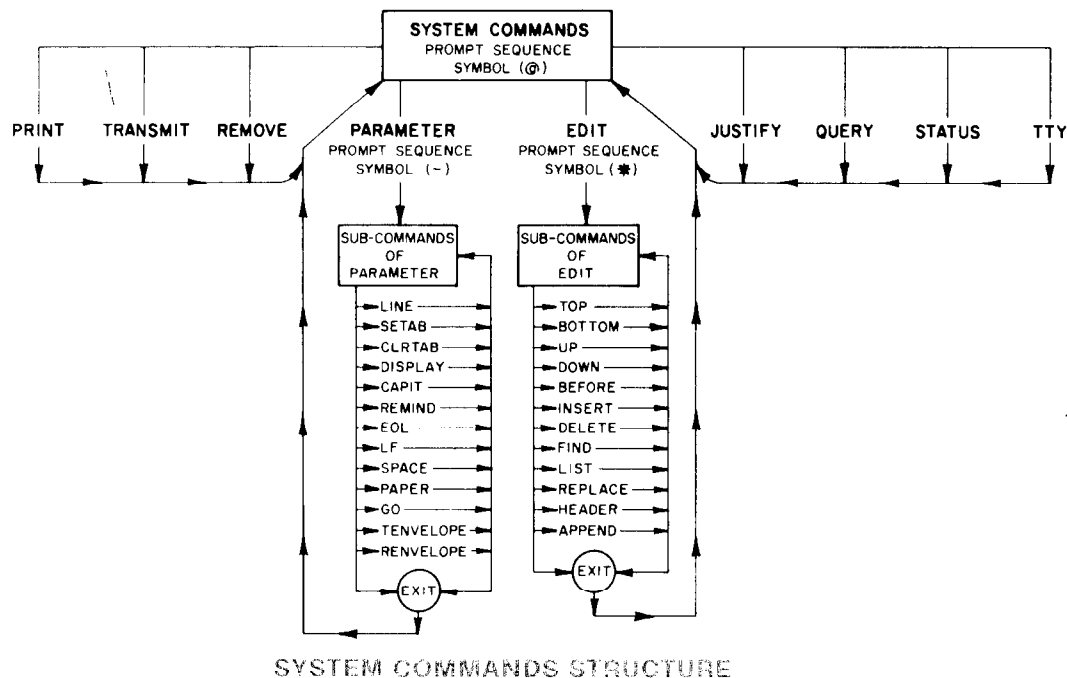 SYSTEM COMMANDS
PROMPT SEQUENCE
SYMBOL (@)
PRINT
TRANSMIT
REMOVE
PARAMETER
PROMPT SEQUENCE
SYMBOL (-)
EDIT
PROMPT SEQUENCE
SYMBOL (*)
JUSTIFY
QUERY
STATUS
TTY
SUB-COMMANDS
OF
PARAMETER
LINE
SETAB
CLRTAB
DISPLAY
CAPIT
REMIND
EOL
LF
SPACE
PAPER
GO
TENVELOPE
RENVELOPE
EXIT
SUB-COMMANDS
OF
EDIT
TOP
BOTTOM
UP
DOWN
BEFORE
INSERT
DELETE
FIND
LIST
REPLACE
HEADER
APPEND
EXIT
SYSTEM COMMANDS STRUCTURE